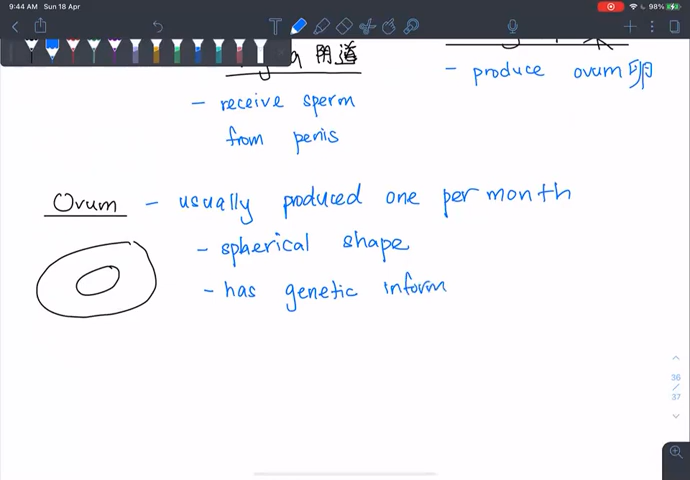 9:44 AM Sun 18 Apr
98%
阴道
- produce ovum 卵
- receive sperm
from penis
Ovum - usually produced one per month
- spherical shape
- has genetic inform
36
/
37